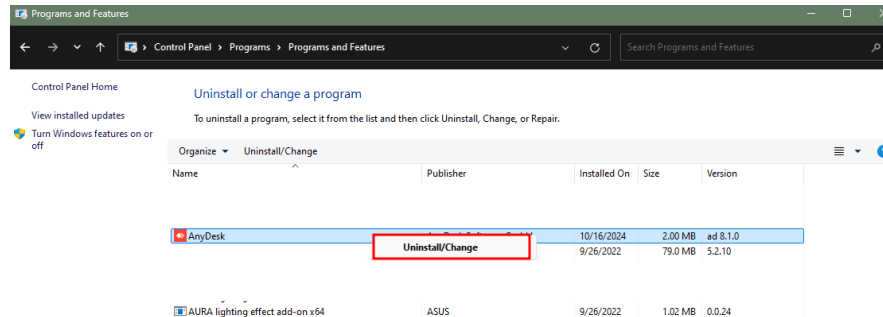 Programs and Features
Control Panel > Programs > Programs and Features
Search Programs and Features
Control Panel Home
View installed updates
Turn Windows features on or
off
Uninstall or change a program
To uninstall a program, select it from the list and then click Uninstall, Change, or Repair.
Organize Uninstall/Change
Name Publisher Installed On Size Version
AnyDesk 10/16/2024 2.00 MB ad 8.1.0
Uninstall/Change
9/26/2022 79.0 MB 5.2.10
AURA lighting effect add-on x64 ASUS 9/26/2022 1.02 MB 0.0.24